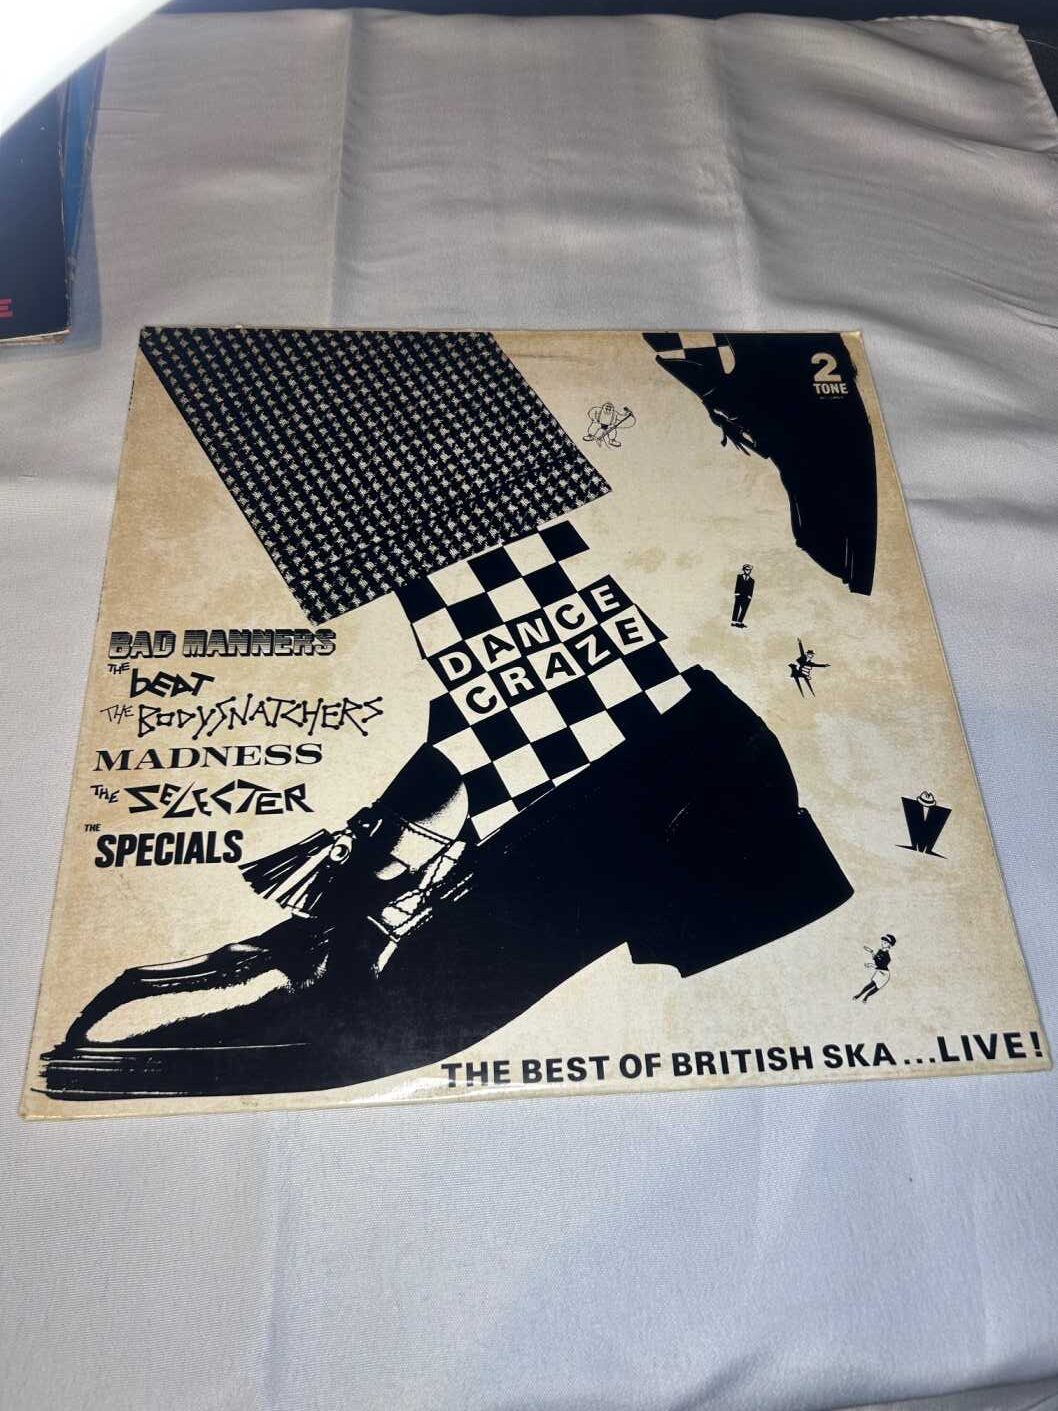 2
TONE
DANCE
CRAZE
BAD MANNERS
THE beat
THE BODYSNATCHERS
MADNESS
THE SELECTER
THE SPECIALS
M
THE BEST OF BRITISH SKA...LIVE!
E